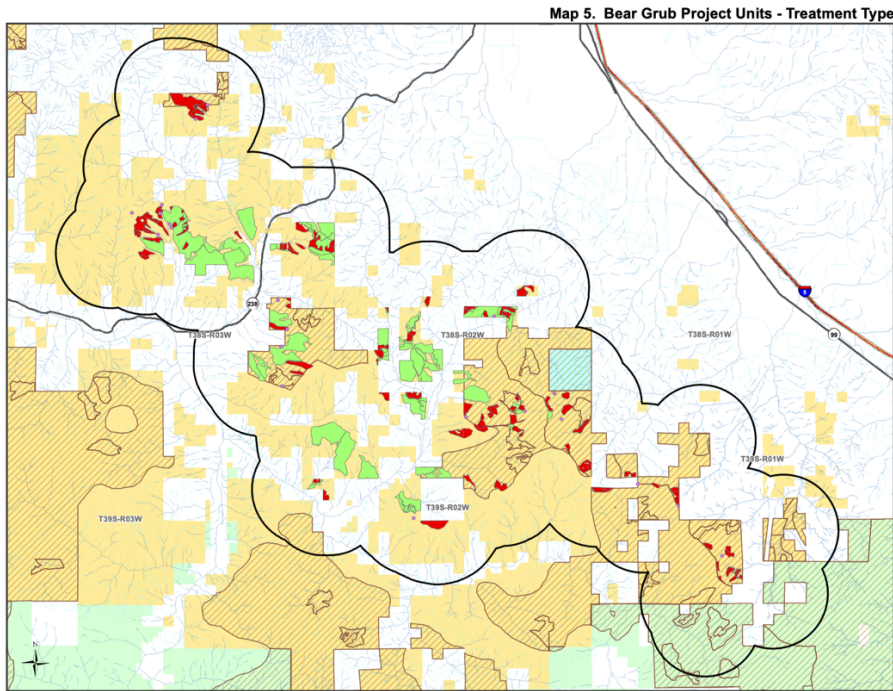 Map 5. Bear Grub Project Units - Treatment Type
5
238
T38S-R03W
T38S-R02W
T38S-R01W
99
T39S-R01W
T39S-R02W
T39S-R03W
N